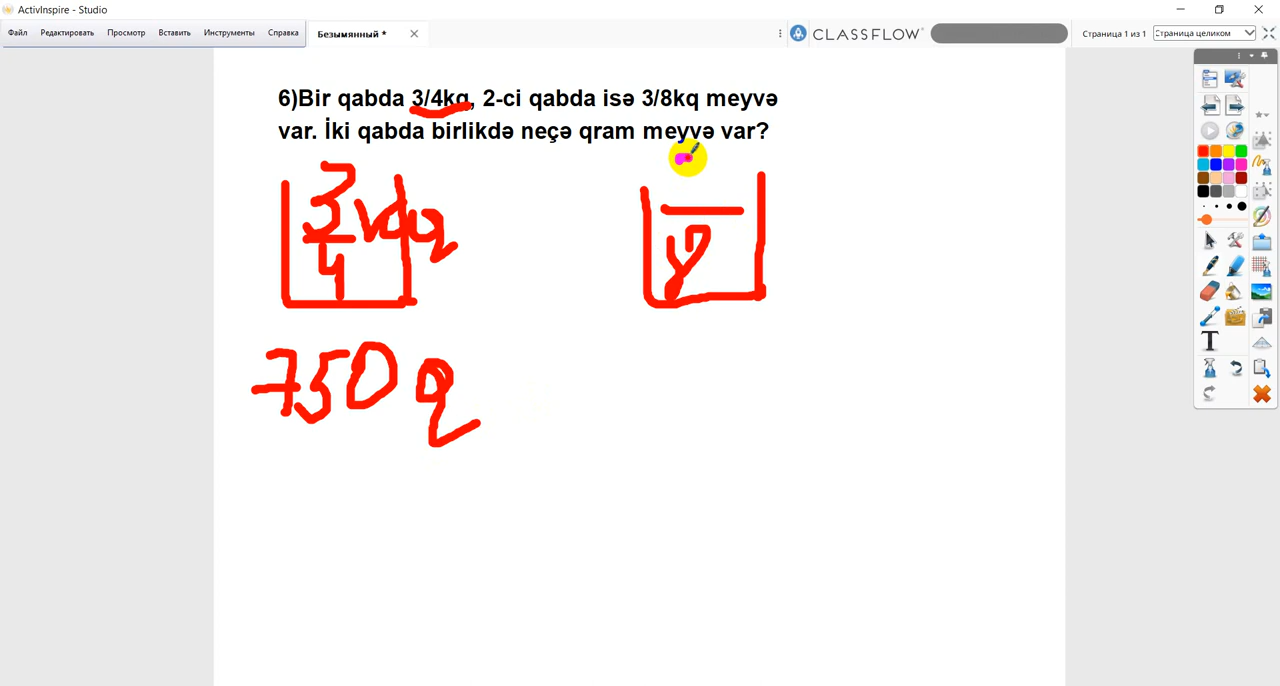 ActivInspire - Studio
Файл Редактировать Просмотр Вставить Инструменты Справка
Безымянный *
CLASSFLOW
Страница 1 из 1
Страница целиком
6)Bir qabda 3/4kq, 2-ci qabda isə 3/8kq meyvə
var. İki qabda birlikdə neçə qram meyvə var?
3
4
8
750 q
T